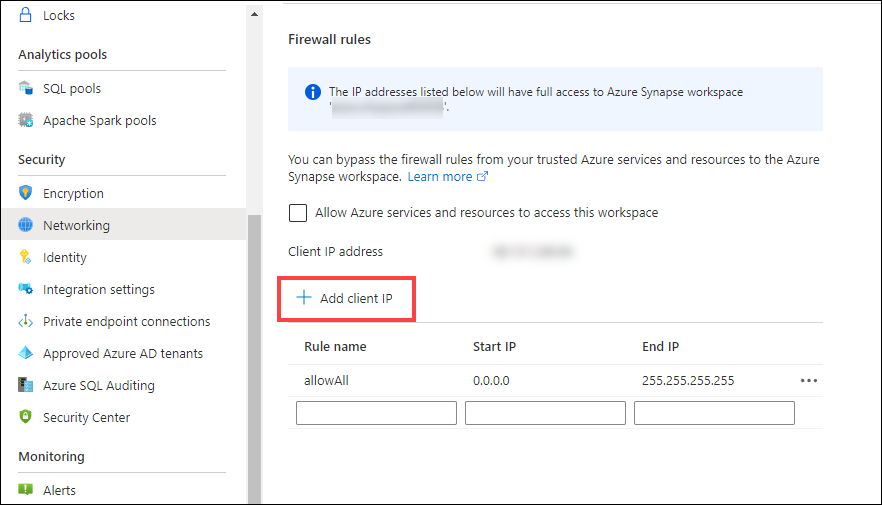 Locks
Analytics pools
SQL pools
Apache Spark pools
Security
Encryption
Networking
Identity
Integration settings
Private endpoint connections
Approved Azure AD tenants
Azure SQL Auditing
Security Center
Monitoring
Alerts
Firewall rules
The IP addresses listed below will have full access to Azure Synapse workspace
' '.
You can bypass the firewall rules from your trusted Azure services and resources to the Azure
Synapse workspace. Learn more
Allow Azure services and resources to access this workspace
Client IP address
Add client IP
Rule name Start IP End IP
allowAll 0.0.0.0 255.255.255.255